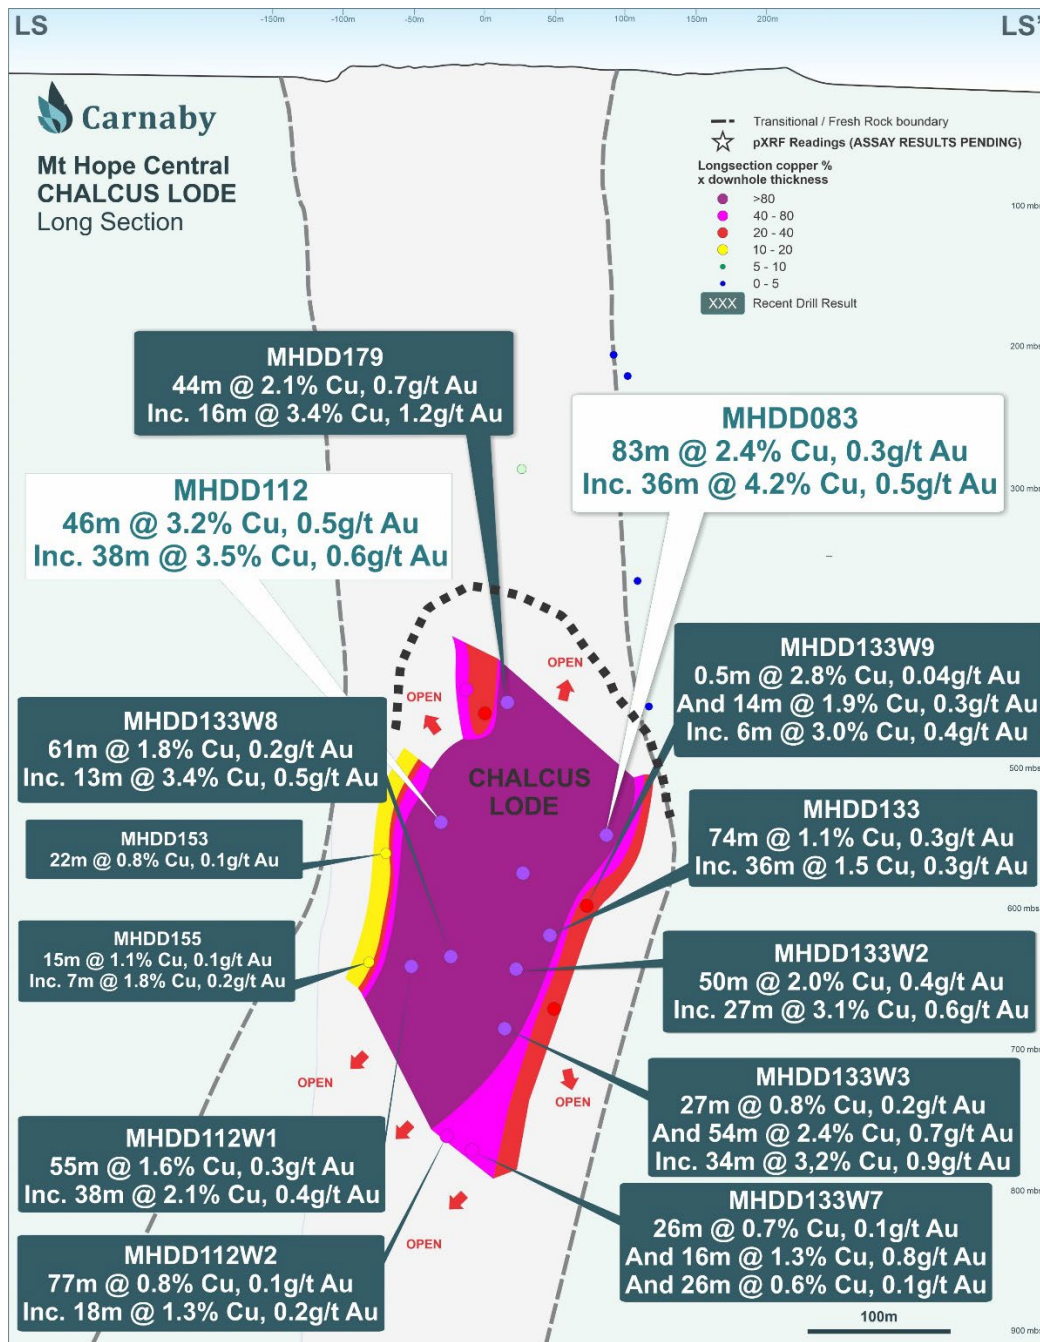 LS
-150m -100m -50m 0m 50m 100m 150m 200m
LS'
Carnaby
Mt Hope Central
CHALCUS LODE
Long Section
Transitional / Fresh Rock boundary
pXRF Readings (ASSAY RESULTS PENDING)
Longsection copper %
x downhole thickness
>80
40 - 80
20 - 40
10 - 20
5 - 10
0 - 5
XXX Recent Drill Result
100 mbs
200 mbs
300 mbs
500 mbs
600 mbs
700 mbs
800 mbs
900 mbs
MHDD179
44m @ 2.1% Cu, 0.7g/t Au
Inc. 16m @ 3.4% Cu, 1.2g/t Au
MHDD083
83m @ 2.4% Cu, 0.3g/t Au
Inc. 36m @ 4.2% Cu, 0.5g/t Au
MHDD112
46m @ 3.2% Cu, 0.5g/t Au
Inc. 38m @ 3.5% Cu, 0.6g/t Au
OPEN
OPEN
MHDD133W9
0.5m @ 2.8% Cu, 0.04g/t Au
And 14m @ 1.9% Cu, 0.3g/t Au
Inc. 6m @ 3.0% Cu, 0.4g/t Au
MHDD133W8
61m @ 1.8% Cu, 0.2g/t Au
Inc. 13m @ 3.4% Cu, 0.5g/t Au
CHALCUS
LODE
MHDD133
74m @ 1.1% Cu, 0.3g/t Au
Inc. 36m @ 1.5 Cu, 0.3g/t Au
MHDD153
22m @ 0.8% Cu, 0.1g/t Au
MHDD155
15m @ 1.1% Cu, 0.1g/t Au
Inc. 7m @ 1.8% Cu, 0.2g/t Au
MHDD133W2
50m @ 2.0% Cu, 0.4g/t Au
Inc. 27m @ 3.1% Cu, 0.6g/t Au
OPEN
OPEN
MHDD133W3
27m @ 0.8% Cu, 0.2g/t Au
And 54m @ 2.4% Cu, 0.7g/t Au
Inc. 34m @ 3,2% Cu, 0.9g/t Au
MHDD112W1
55m @ 1.6% Cu, 0.3g/t Au
Inc. 38m @ 2.1% Cu, 0.4g/t Au
MHDD133W7
26m @ 0.7% Cu, 0.1g/t Au
And 16m @ 1.3% Cu, 0.8g/t Au
And 26m @ 0.6% Cu, 0.1g/t Au
OPEN
MHDD112W2
77m @ 0.8% Cu, 0.1g/t Au
Inc. 18m @ 1.3% Cu, 0.2g/t Au
100m